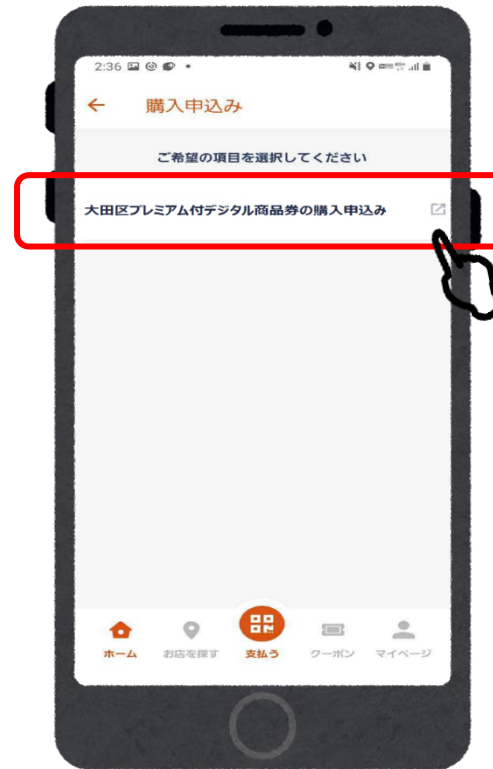 2:36
購入申込み
ご希望の項目を選択してください
大田区プレミアム付デジタル商品券の購入申込み
ホーム
お店を探す
支払う
クーポン
マイページ